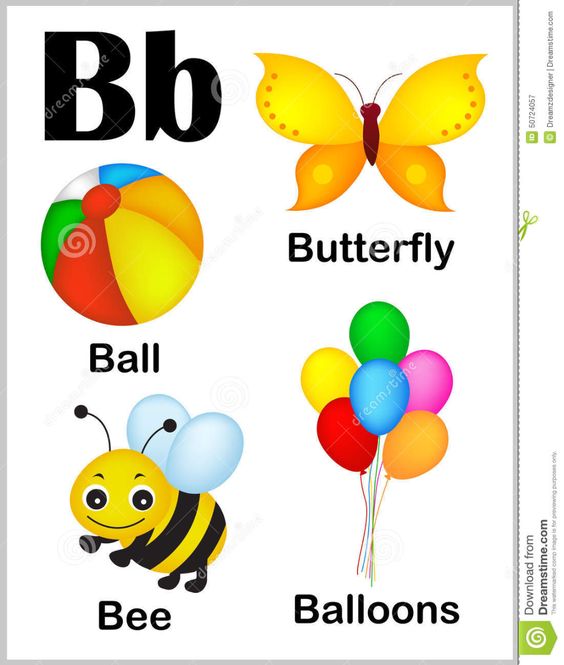 Bb
Butterfly
Ball
Bee
Balloons
dreamstime
ID 50724057
© Dreamzdesigner | Dreamstime.com
Download from
Dreamstime.com
This watermarked comp image is for previewing purposes only.